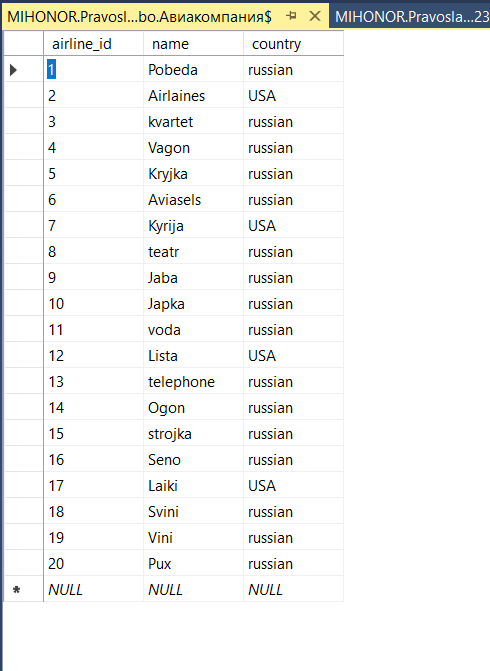 MIHONOR.Pravosl...bo.Авиакомпания$ MIHONOR.Pravosla...23
airline_id name country
1 Pobeda russian
2 Airlaines USA
3 kvartet russian
4 Vagon russian
5 Kryjka russian
6 Aviasels russian
7 Kyrija USA
8 teatr russian
9 Jaba russian
10 Japka russian
11 voda russian
12 Lista USA
13 telephone russian
14 Ogon russian
15 strojka russian
16 Seno russian
17 Laiki USA
18 Svini russian
19 Vini russian
20 Pux russian
NULL NULL NULL